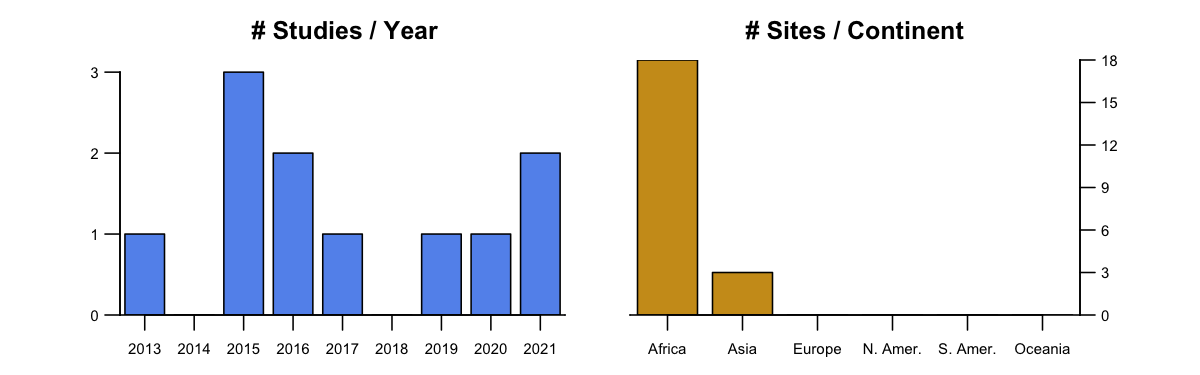 # Studies / Year
3
2
1
0
2013 2014 2015 2016 2017 2018 2019 2020 2021
# Sites / Continent
18
15
12
9
6
3
0
Africa Asia Europe N. Amer. S. Amer. Oceania